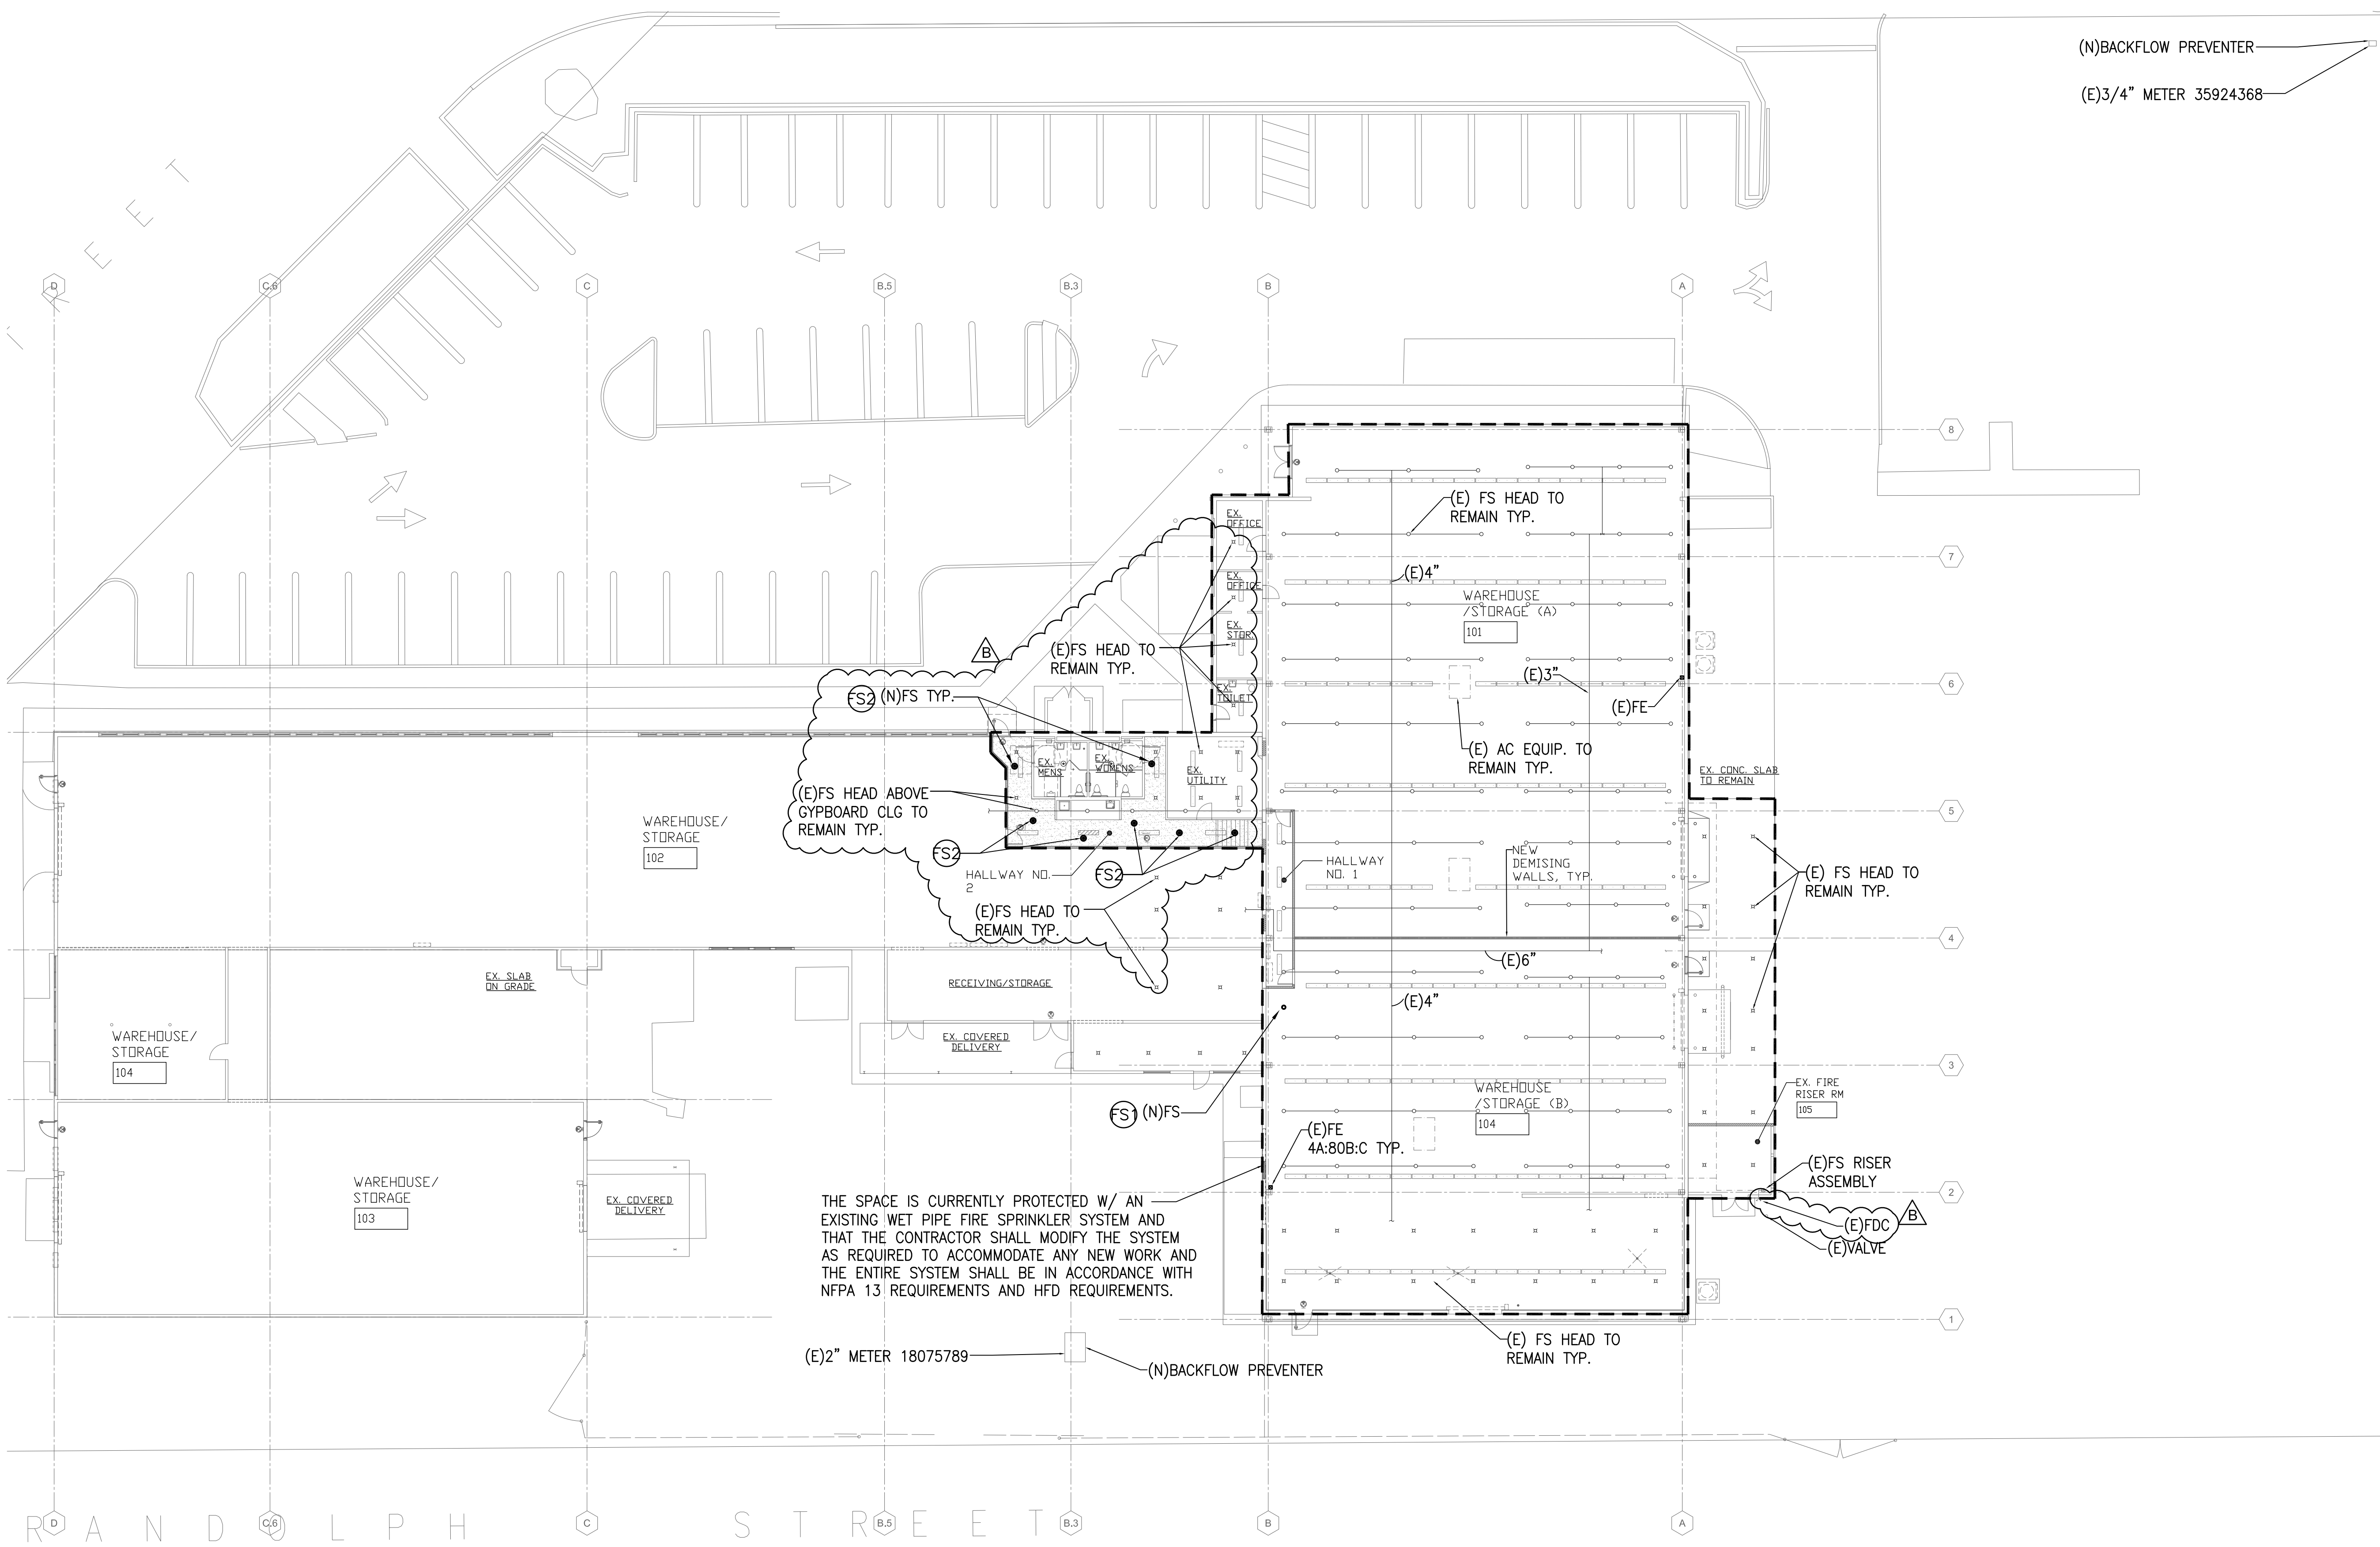 (N)BACKFLOW PREVENTER
(E)3/4” METER 35924368
T
E
E
R
T
D
C.6
C
B.5
B.3
B
A
8
(E) FS HEAD TO
REMAIN TYP.
EX.
OFFICE
7
(E)4”
EX.
OFFICE
WAREHOUSE
/STORAGE (A)
101
EX.
STOR.
B
(E)FS HEAD TO
REMAIN TYP.
(E)3”
6
EX.
TOILET
FS2 (N)FS TYP.
(E)FE
(E) AC EQUIP. TO
REMAIN TYP.
EX.
MENS
EX.
WOMENS
EX.
UTILITY
EX. CONC. SLAB
TO REMAIN
(E)FS HEAD ABOVE
GYPBOARD CLG TO
REMAIN TYP.
5
WAREHOUSE/
STORAGE
102
FS2
FS2
HALLWAY NO.
2
HALLWAY
NO. 1
NEW
DEMISING
WALLS, TYP.
(E) FS HEAD TO
REMAIN TYP.
(E)FS HEAD TO
REMAIN TYP.
4
(E)6”
EX. SLAB
ON GRADE
RECEIVING/STORAGE
(E)4”
WAREHOUSE/
STORAGE
104
EX. COVERED
DELIVERY
3
FS1 (N)FS
WAREHOUSE
/STORAGE (B)
104
EX. FIRE
RISER RM
105
(E)FE
4A:80B:C TYP.
(E)FS RISER
ASSEMBLY
2
WAREHOUSE/
STORAGE
103
EX. COVERED
DELIVERY
THE SPACE IS CURRENTLY PROTECTED W/ AN
EXISTING WET PIPE FIRE SPRINKLER SYSTEM AND
THAT THE CONTRACTOR SHALL MODIFY THE SYSTEM
AS REQUIRED TO ACCOMMODATE ANY NEW WORK AND
THE ENTIRE SYSTEM SHALL BE IN ACCORDANCE WITH
NFPA 13 REQUIREMENTS AND HFD REQUIREMENTS.
(E)FDC
B
(E)VALVE
1
(E) FS HEAD TO
REMAIN TYP.
(E)2” METER 18075789
(N)BACKFLOW PREVENTER
RANDOLPH STREET
D
C.6
C
B.5
B.3
B
A